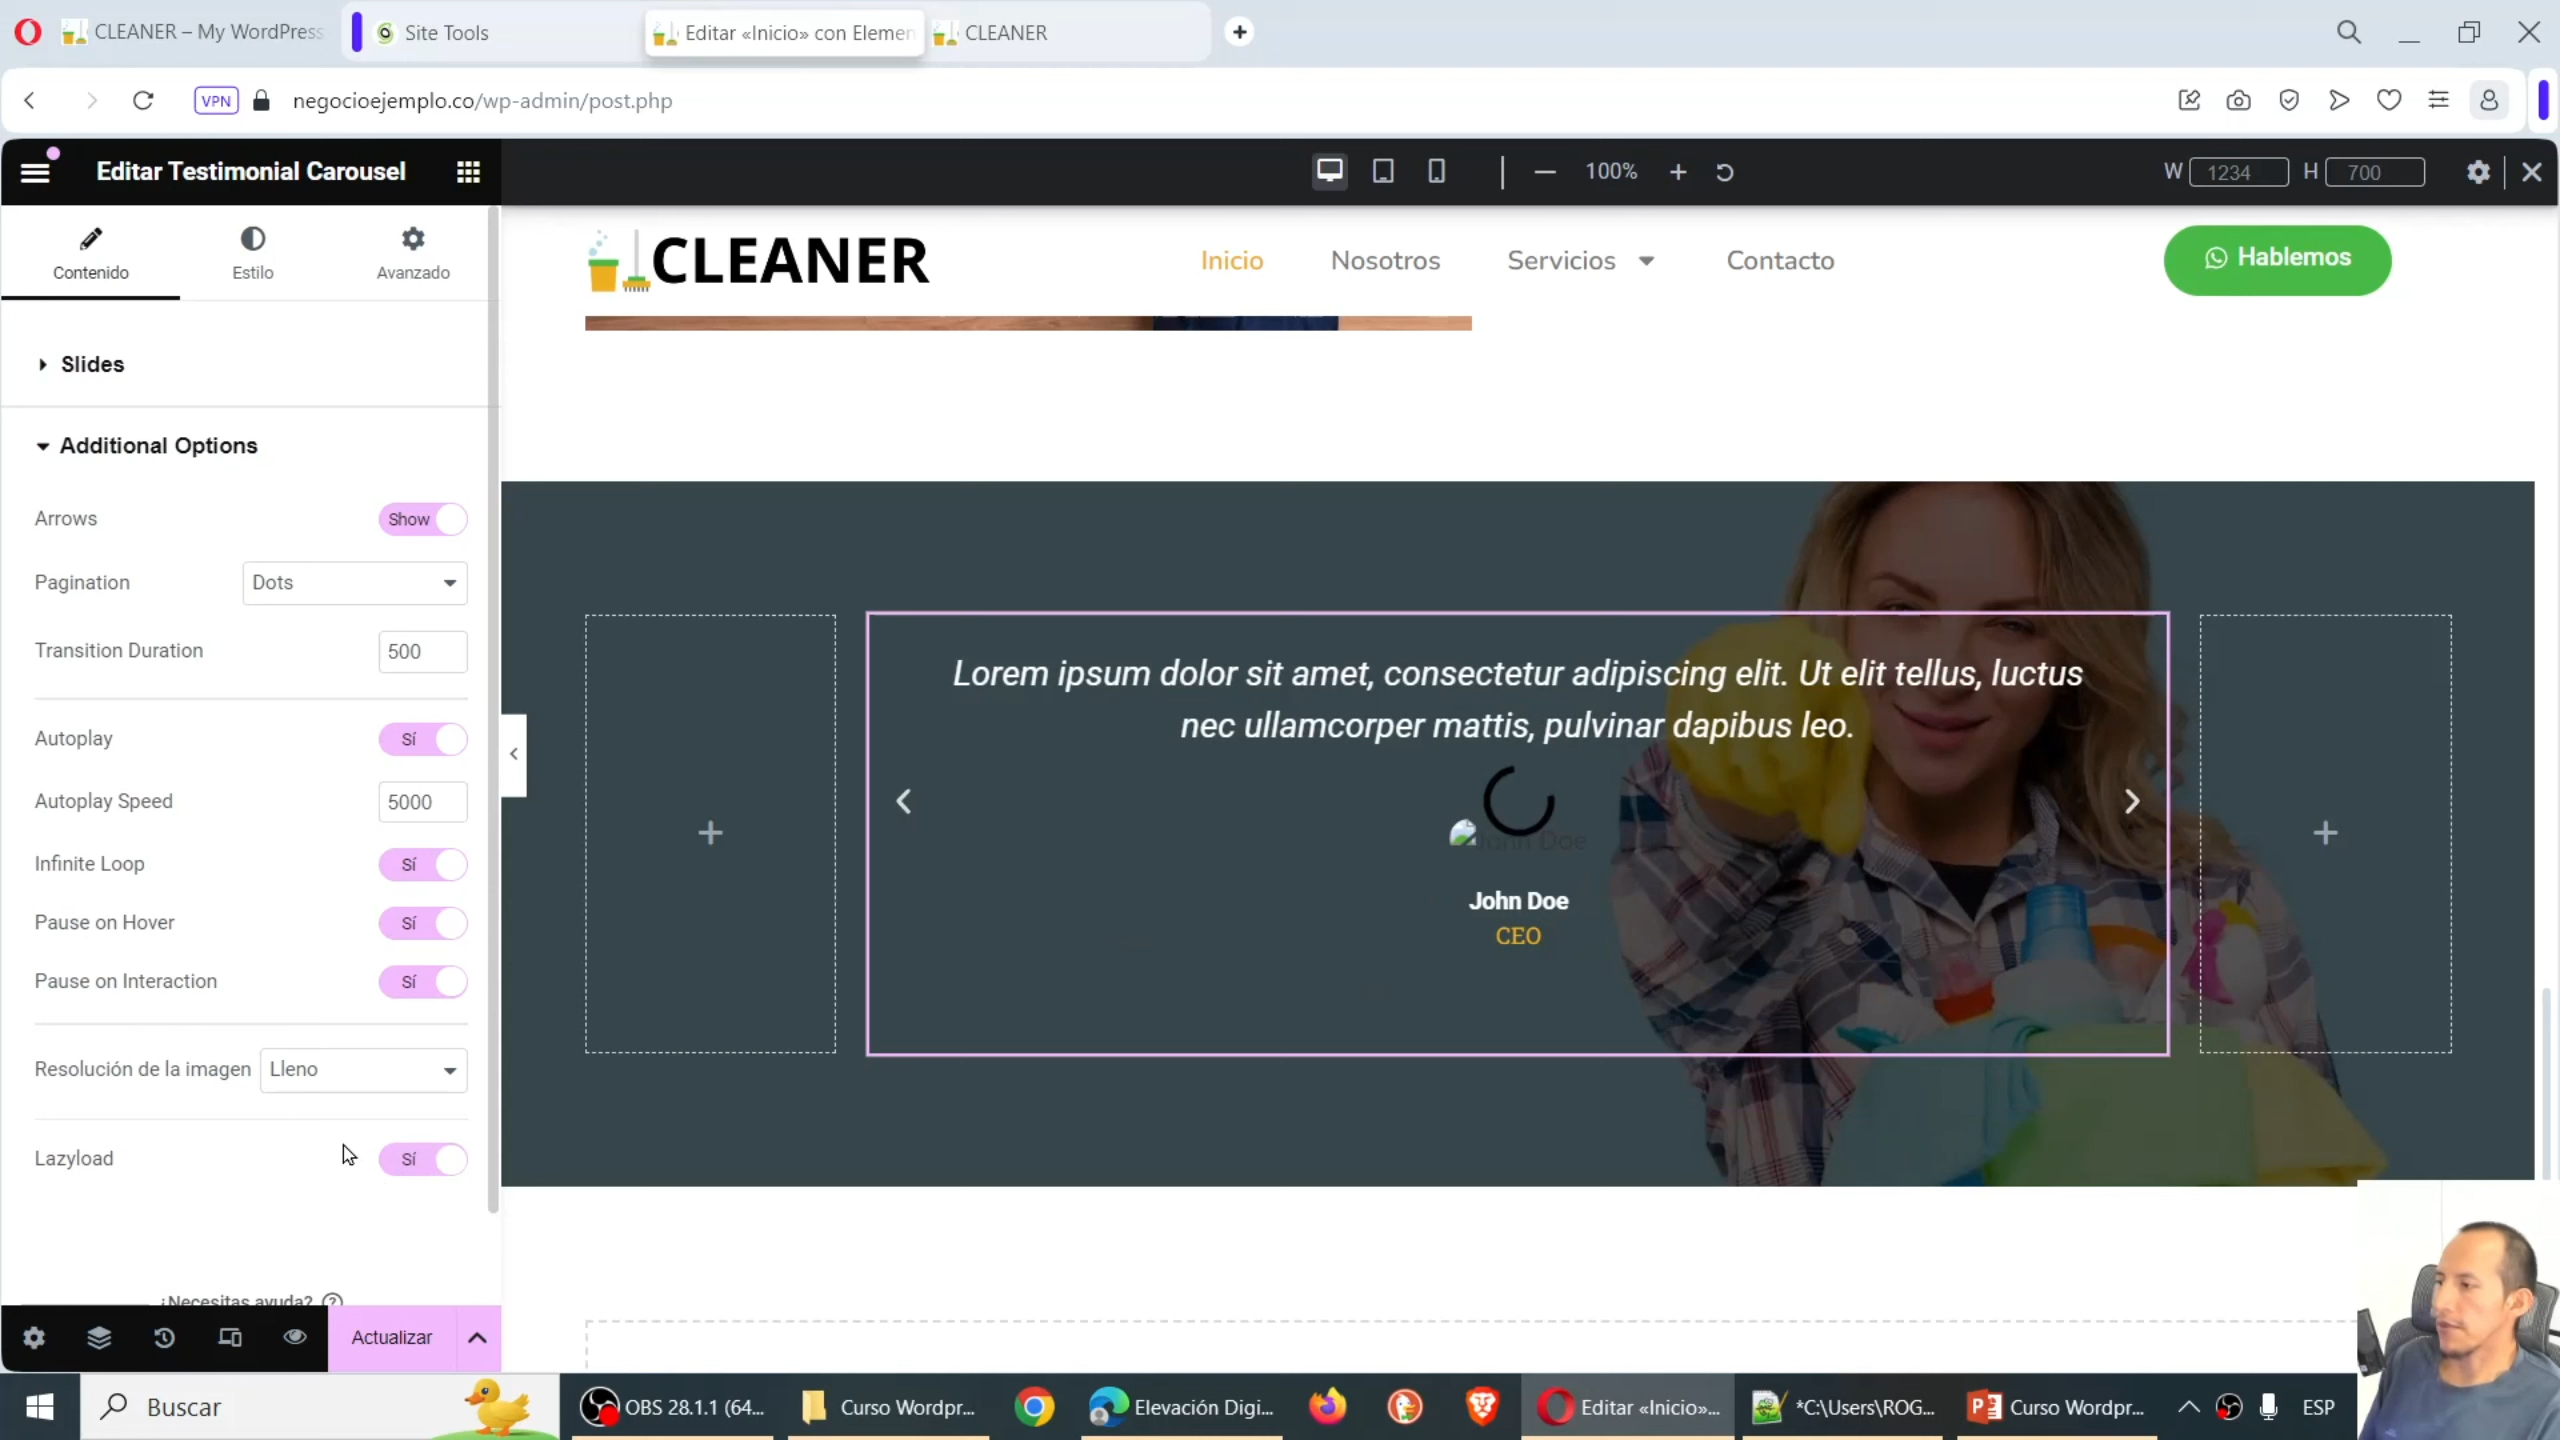 CLEANER – My WordPress
Site Tools
Editar «Inicio» con Elemen
CLEANER
VPN
negocioejemplo.co/wp-admin/post.php
Editar Testimonial Carousel
100%
W 1234
H 700
Contenido
Estilo
Avanzado
CLEANER
Inicio
Nosotros
Servicios
Contacto
Hablemos
Slides
Additional Options
Arrows
Show
Pagination
Dots
Transition Duration
500
Autoplay
Sí
Autoplay Speed
5000
Infinite Loop
Sí
Pause on Hover
Sí
Pause on Interaction
Sí
Resolución de la imagen
Lleno
Lazyload
Sí
¿Necesitas ayuda?
Lorem ipsum dolor sit amet, consectetur adipiscing elit. Ut elit tellus, luctus
nec ullamcorper mattis, pulvinar dapibus leo.
John Doe
John Doe
CEO
Actualizar
Buscar
OBS 28.1.1 (64...
Curso Wordpr...
Elevación Digi...
Editar «Inicio»...
*C:\Users\ROG...
Curso Wordpr...
ESP